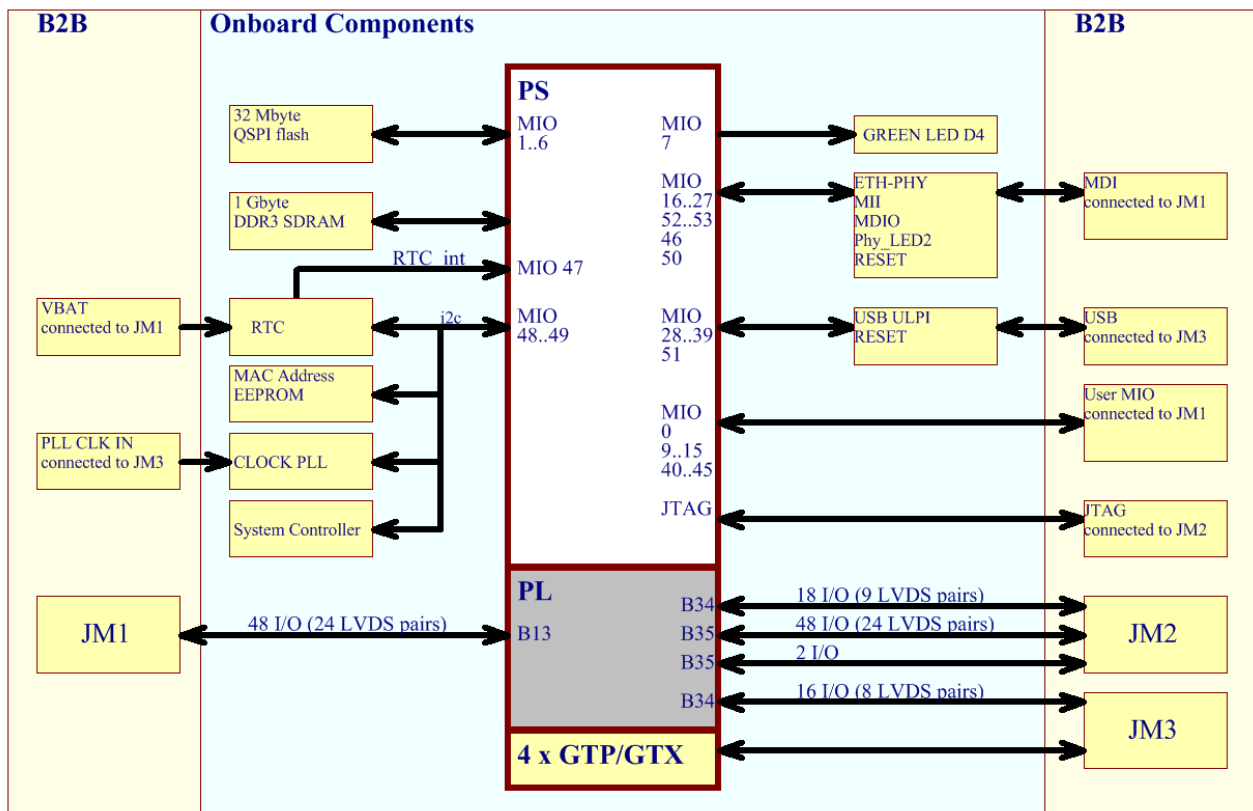 B2B
Onboard Components
B2B
32 Mbyte
QSPI flash
1 Gbyte
DDR3 SDRAM
RTC_int
VBAT
connected to JM1
RTC
i2c
MAC Address
EEPROM
PLL CLK IN
connected to JM3
CLOCK PLL
System Controller
JM1
48 I/O (24 LVDS pairs)
PS
MIO
1..6
MIO 47
MIO
48..49
MIO
7
MIO
16..27
52..53
46
50
MIO
28..39
51
MIO
0
9..15
40..45
JTAG
PL
B13
B34
B35
B35
B34
4 x GTP/GTX
GREEN LED D4
ETH-PHY
MII
MDIO
Phy_LED2
RESET
MDI
connected to JM1
USB ULPI
RESET
USB
connected to JM3
User MIO
connected to JM1
JTAG
connected to JM2
18 I/O (9 LVDS pairs)
48 I/O (24 LVDS pairs)
2 I/O
16 I/O (8 LVDS pairs)
JM2
JM3